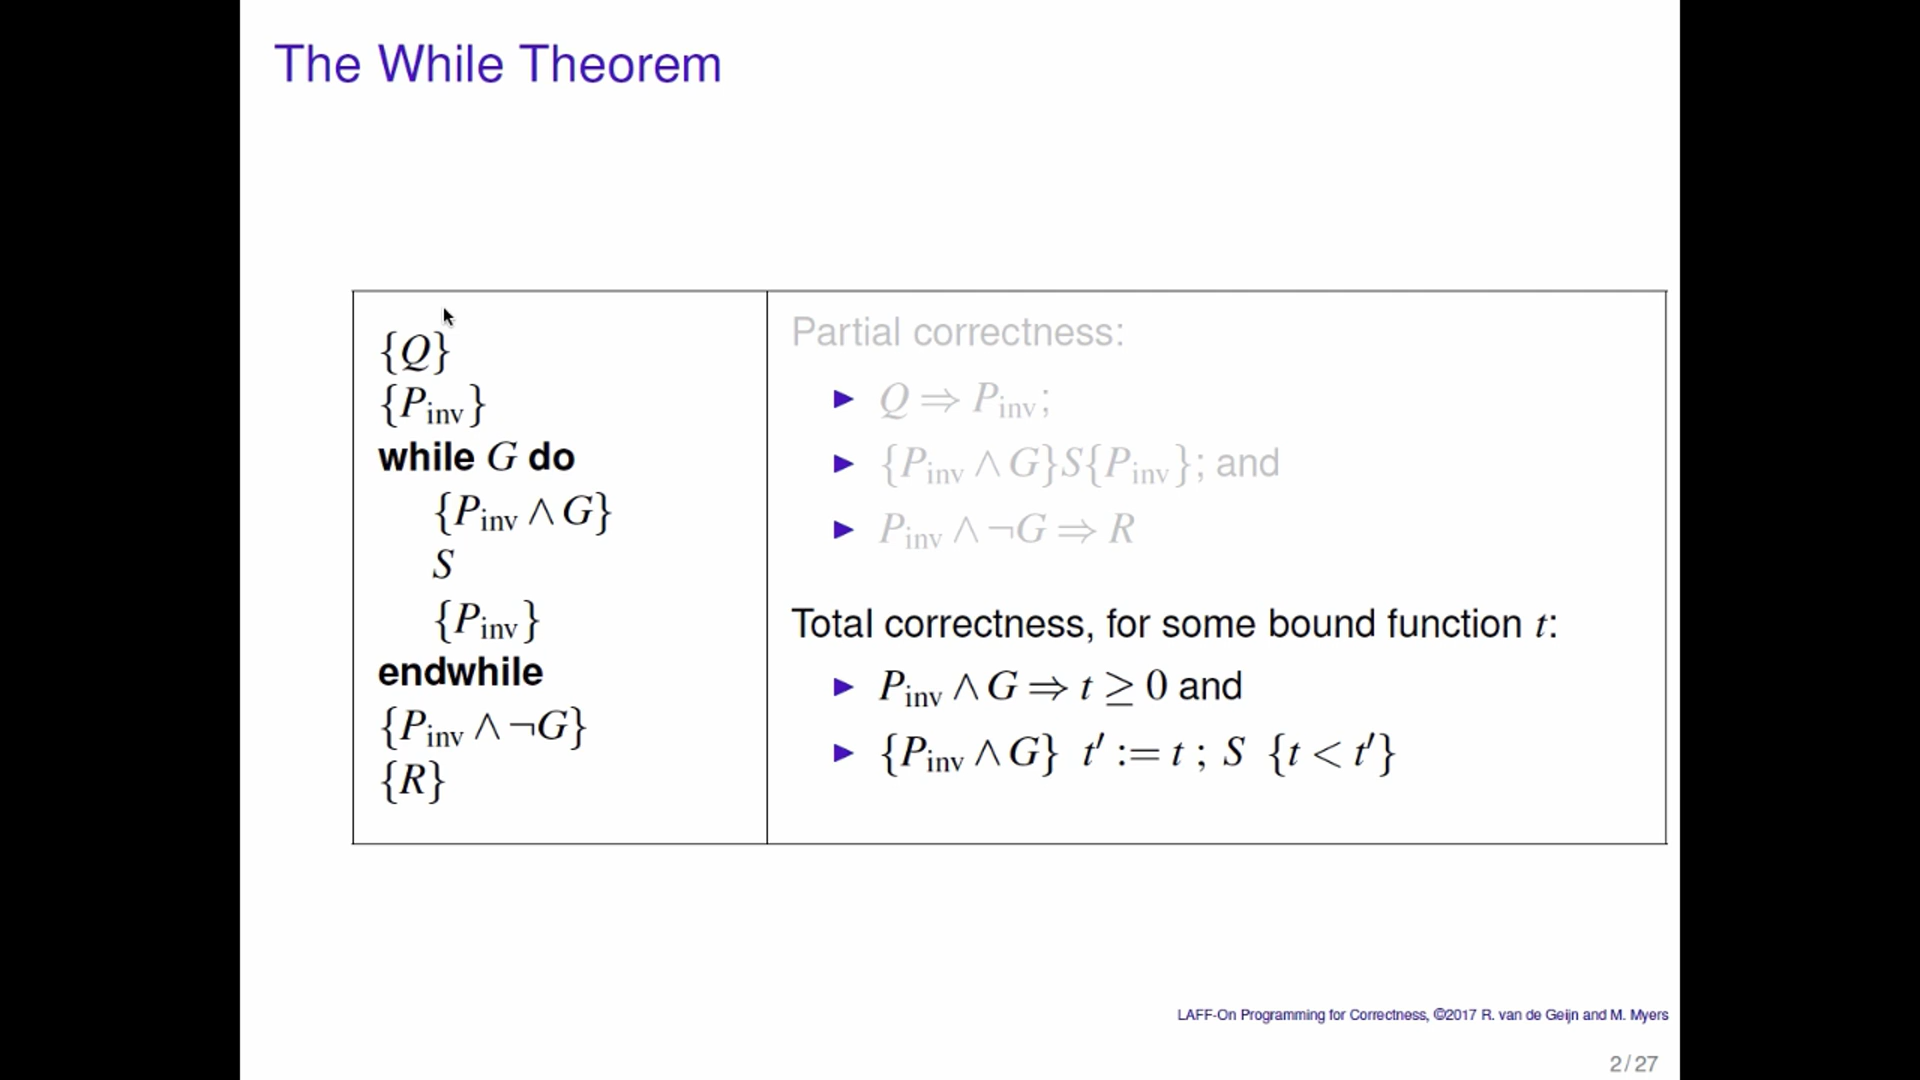 The While Theorem
{Q}
{P_inv}
while G do
{P_inv ∧ G}
S
{P_inv}
endwhile
{P_inv ∧ ¬G}
{R}
Partial correctness:
▶ Q ⇒ P_inv;
▶ {P_inv ∧ G}S{P_inv}; and
▶ P_inv ∧ ¬G ⇒ R
Total correctness, for some bound function t:
▶ P_inv ∧ G ⇒ t ≥ 0 and
▶ {P_inv ∧ G} t′ := t ; S {t < t′}
LAFF-On Programming for Correctness, ©2017 R. van de Geijn and M. Myers
2 / 27